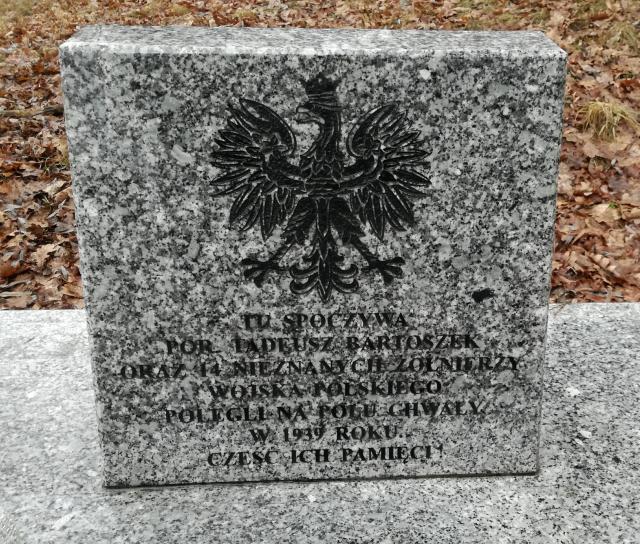 TU SPOCZYWA
POR. TADEUSZ BARTOSZEK
ORAZ 14 NIEZNANYCH ŻOŁNIERZY
WOJSKA POLSKIEGO
POLEGLI NA POLU CHWAŁY
W 1939 ROKU.
CZEŚĆ ICH PAMIĘCI!